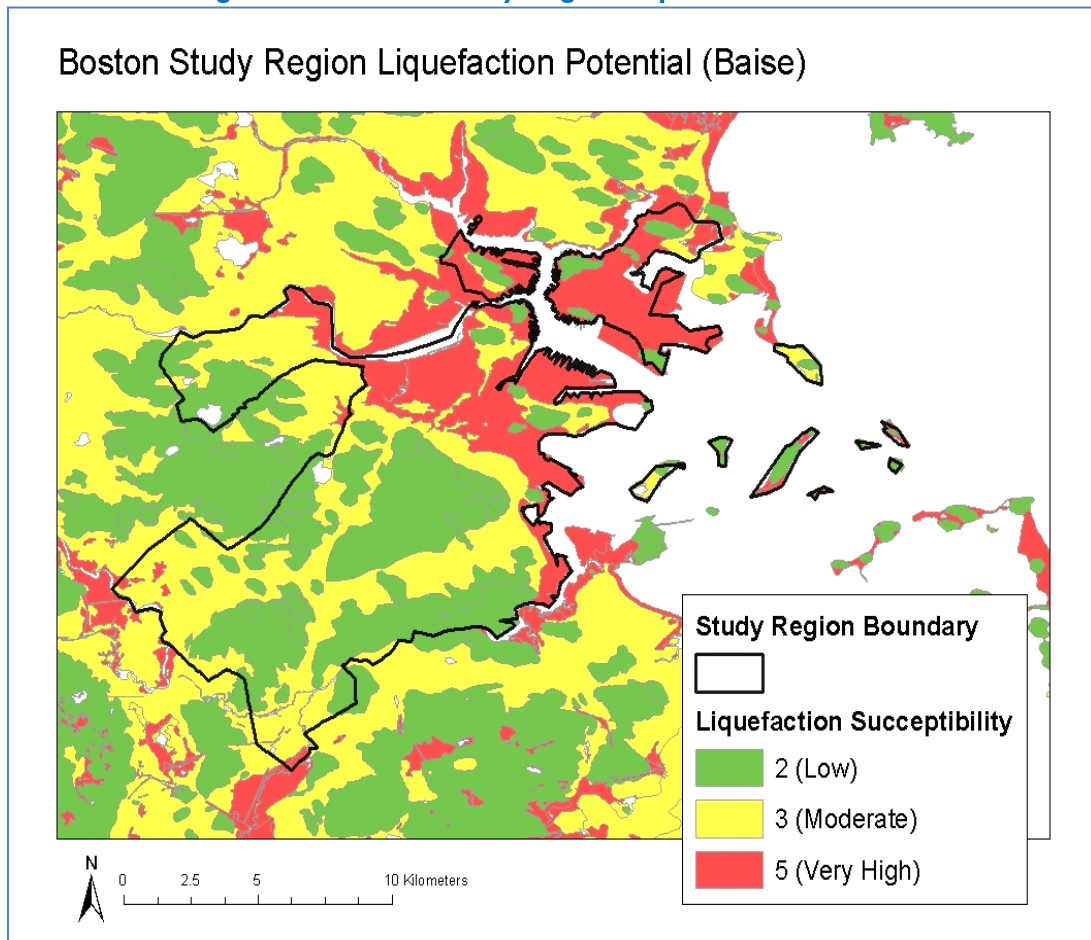 Boston Study Region Liquefaction Potential (Baise)
Study Region Boundary
Liquefaction Succeptibility
2 (Low)
3 (Moderate)
5 (Very High)
N
0 2.5 5 10 Kilometers